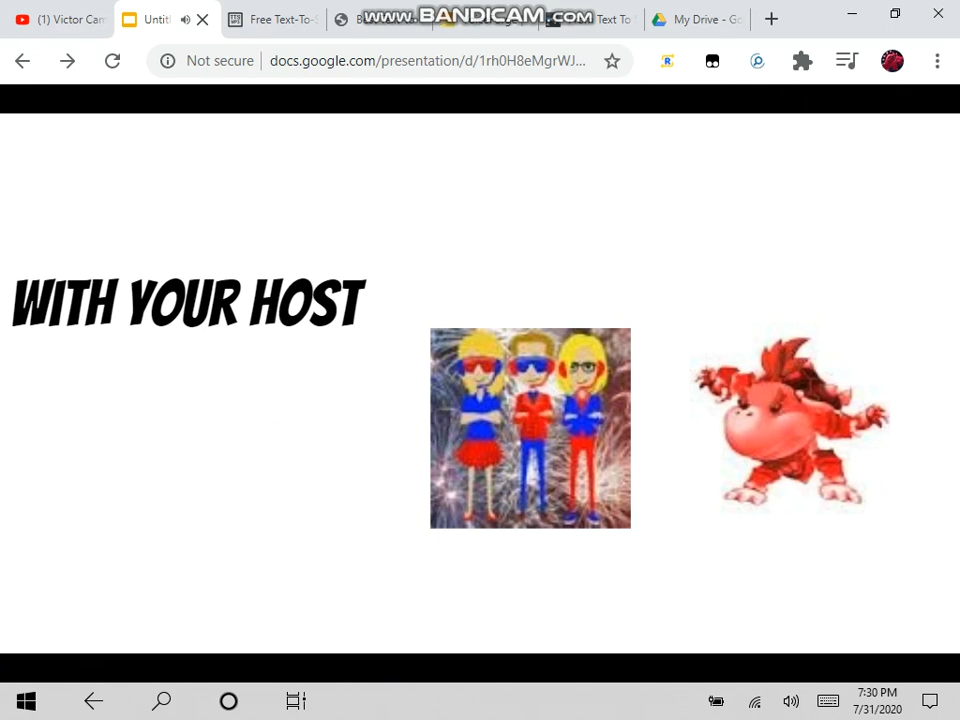 (1) Victor Cam
Untitl
Free Text-To-S
www.BANDICAM.com
Text To
My Drive - Go
Not secure
docs.google.com/presentation/d/1rh0H8eMgrWJ...
WITH YOUR HOST
7:30 PM
7/31/2020